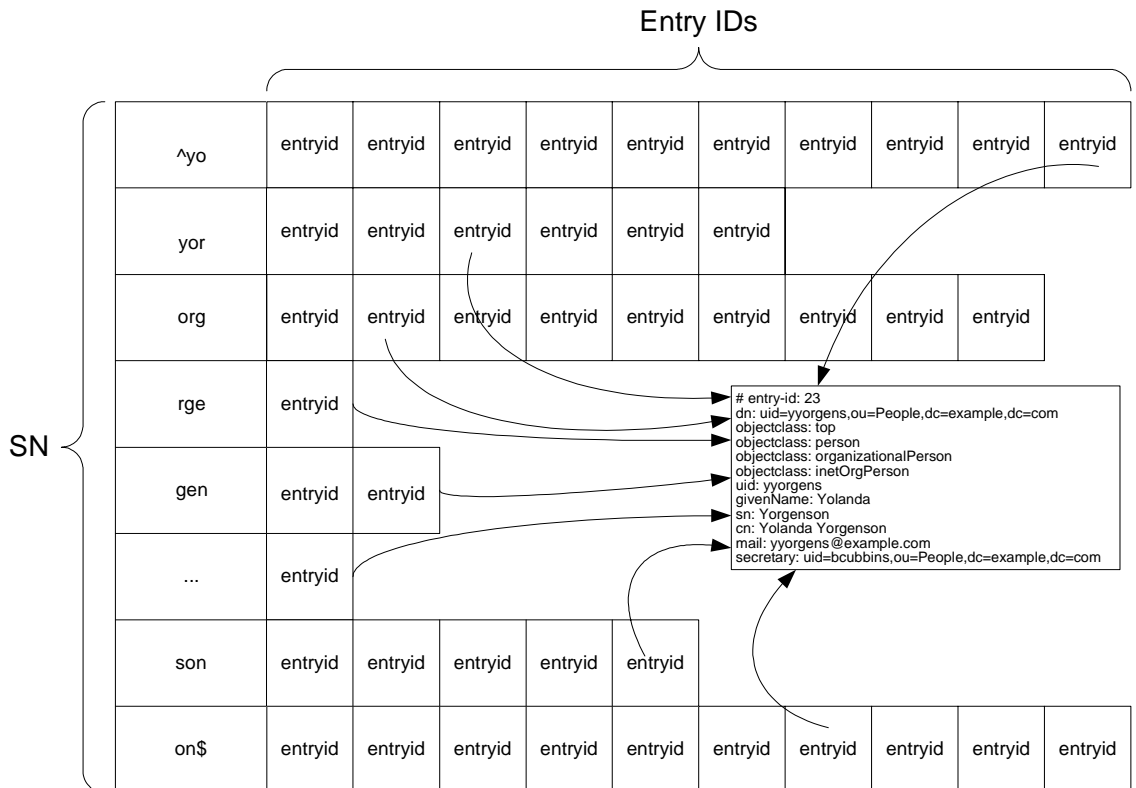 Entry IDs
SN
^yo entryid entryid entryid entryid entryid entryid entryid entryid entryid entryid
yor entryid entryid entryid entryid entryid entryid
org entryid entryid entryid entryid entryid entryid entryid entryid entryid
rge entryid
gen entryid entryid
... entryid
son entryid entryid entryid entryid entryid
on$ entryid entryid entryid entryid entryid entryid entryid entryid entryid entryid
# entry-id: 23
dn: uid=yyorgens,ou=People,dc=example,dc=com
objectclass: top
objectclass: person
objectclass: organizationalPerson
objectclass: inetOrgPerson
uid: yyorgens
givenName: Yolanda
sn: Yorgenson
cn: Yolanda Yorgenson
mail: yyorgens@example.com
secretary: uid=bcubbins,ou=People,dc=example,dc=com